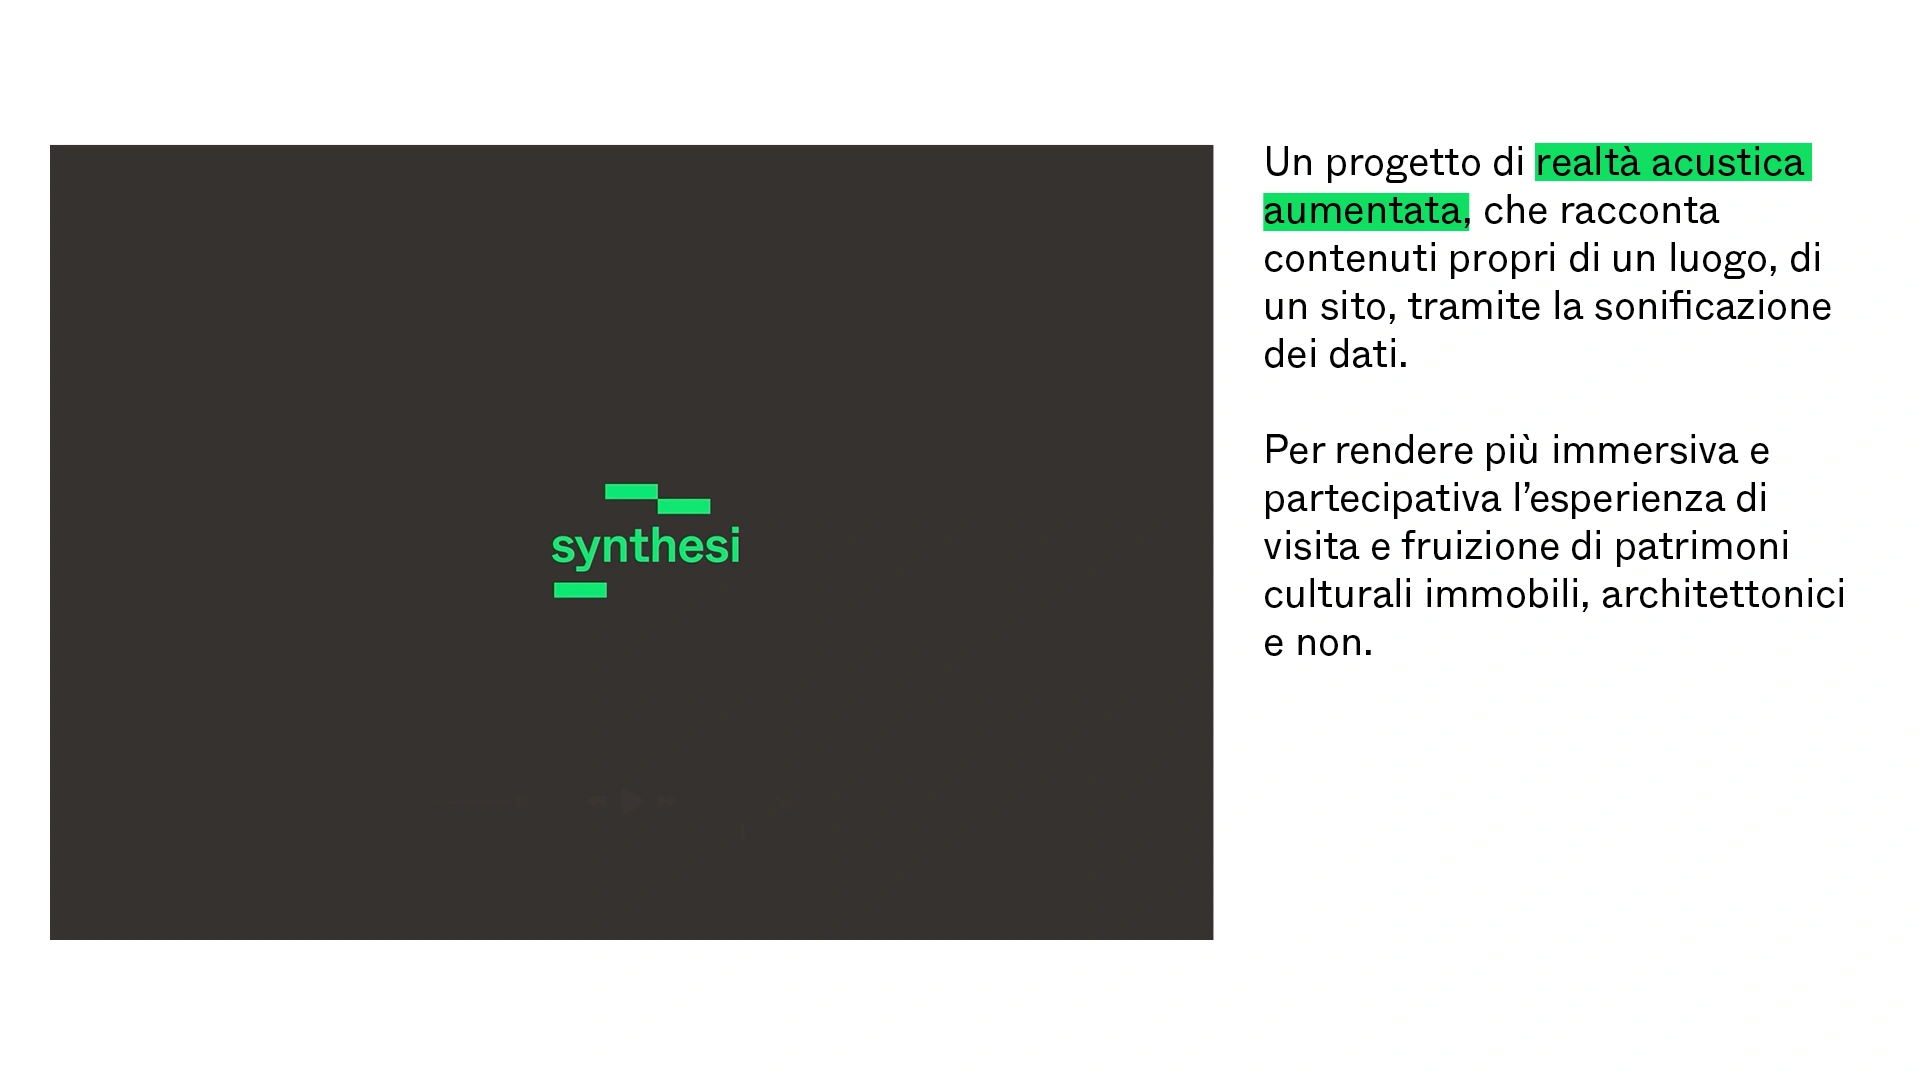 synthesi
Un progetto di realtà acustica
aumentata, che racconta
contenuti propri di un luogo, di
un sito, tramite la sonificazione
dei dati.
Per rendere più immersiva e
partecipativa l’esperienza di
visita e fruizione di patrimoni
culturali immobili, architettonici
e non.